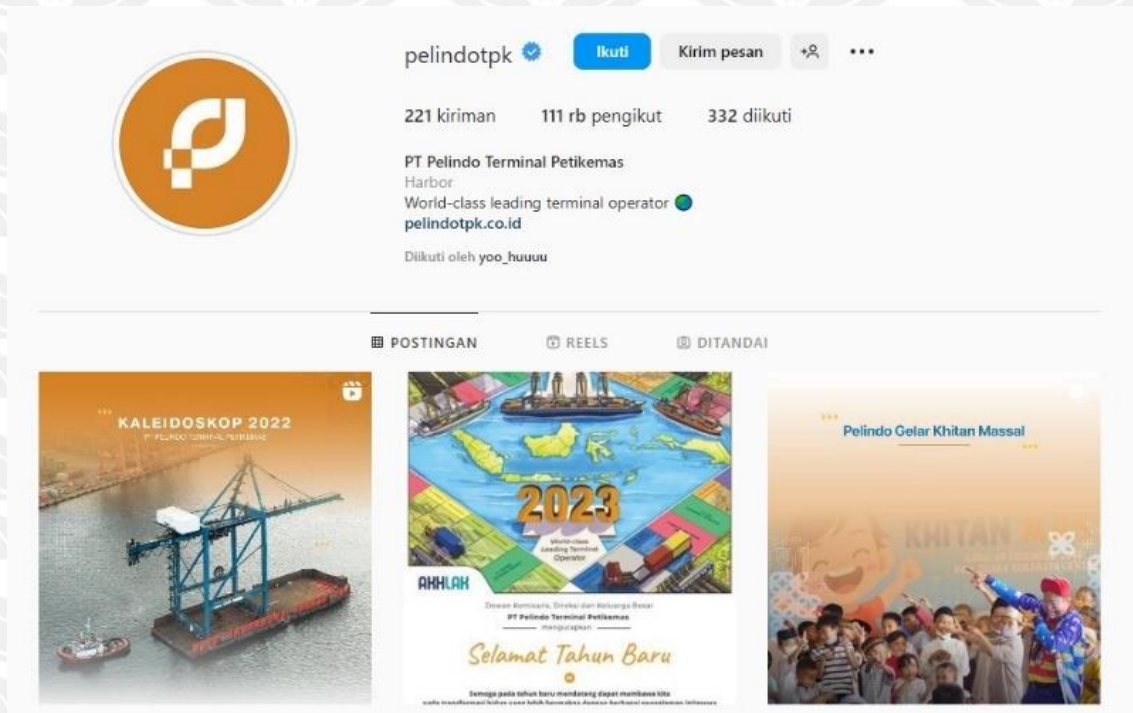 pelindotpk
Ikuti
Kirim pesan
221 kiriman 111 rb pengikut 332 diikuti
PT Pelindo Terminal Petikemas
Harbor
World-class leading terminal operator
pelindotpk.co.id
Diikuti oleh yoo_huuuu
POSTINGAN REELS DITANDAI
KALEIDOSKOP 2022
PT PELINDO TERMINAL PETIKEMAS
2023
World-class
Leading Terminal
Operator
AKHLAK
Dewan Komisaris, Direksi dan Keluarga Besar
PT Pelindo Terminal Petikemas
mengucapkan
Selamat Tahun Baru
Semoga pada tahun baru mendatang dapat membawa kita
Pelindo Gelar Khitan Massal
KHITAN